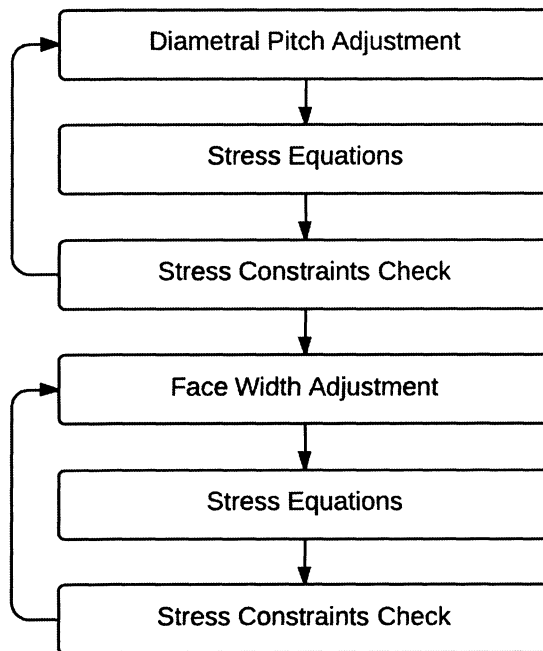 Diametral Pitch Adjustment
Stress Equations
Stress Constraints Check
Face Width Adjustment
Stress Equations
Stress Constraints Check